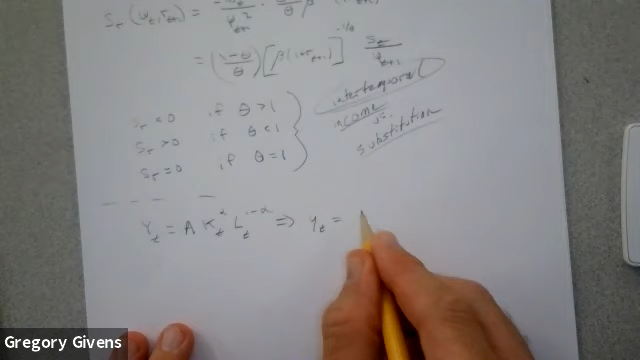 = (1-θ/θ) [β(1+r_{t+1})]^{1/θ} s_t/ψ_{t+1}
s_r < 0 if θ > 1
intertemporal
income
vs.
s_r > 0 if θ < 1
substitution
s_r = 0 if θ = 1
Y_t = A K_t^α L_t^{1-α} ⇒ y_t =
Gregory Givens